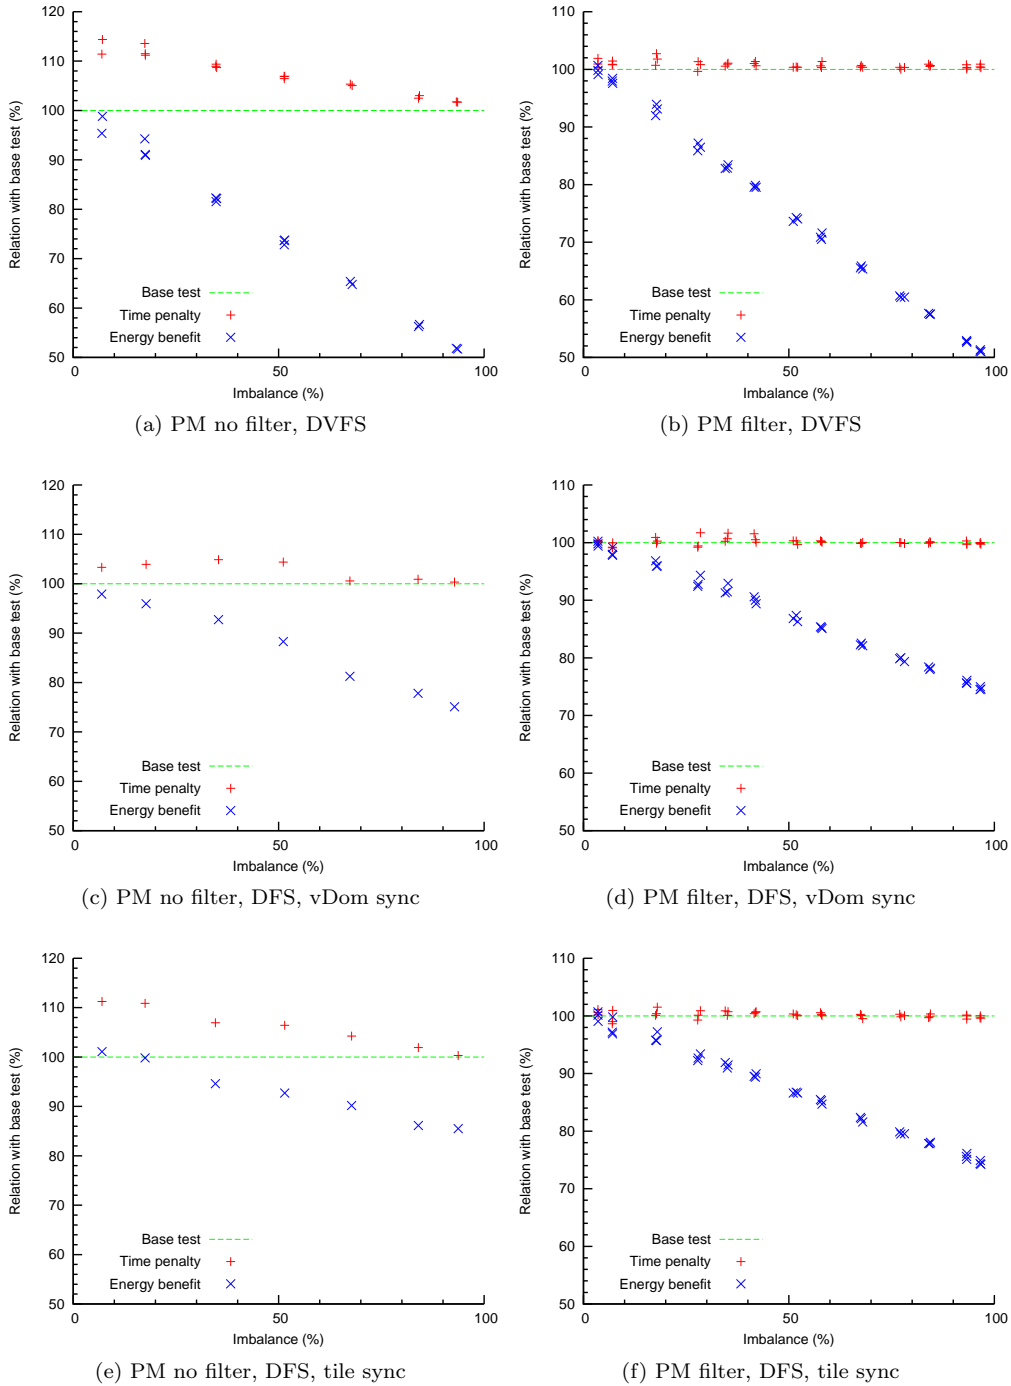 120
110
100
90
80
70
60
50
Relation with base test (%)
Base test
Time penalty
Energy benefit
0
50
100
Imbalance (%)
(a) PM no filter, DVFS
110
100
90
80
70
60
50
Relation with base test (%)
Base test
Time penalty
Energy benefit
0
50
100
Imbalance (%)
(b) PM filter, DVFS
120
110
100
90
80
70
60
50
Relation with base test (%)
Base test
Time penalty
Energy benefit
0
50
100
Imbalance (%)
(c) PM no filter, DFS, vDom sync
110
100
90
80
70
60
50
Relation with base test (%)
Base test
Time penalty
Energy benefit
0
50
100
Imbalance (%)
(d) PM filter, DFS, vDom sync
120
110
100
90
80
70
60
50
Relation with base test (%)
Base test
Time penalty
Energy benefit
0
50
100
Imbalance (%)
(e) PM no filter, DFS, tile sync
110
100
90
80
70
60
50
Relation with base test (%)
Base test
Time penalty
Energy benefit
0
50
100
Imbalance (%)
(f) PM filter, DFS, tile sync